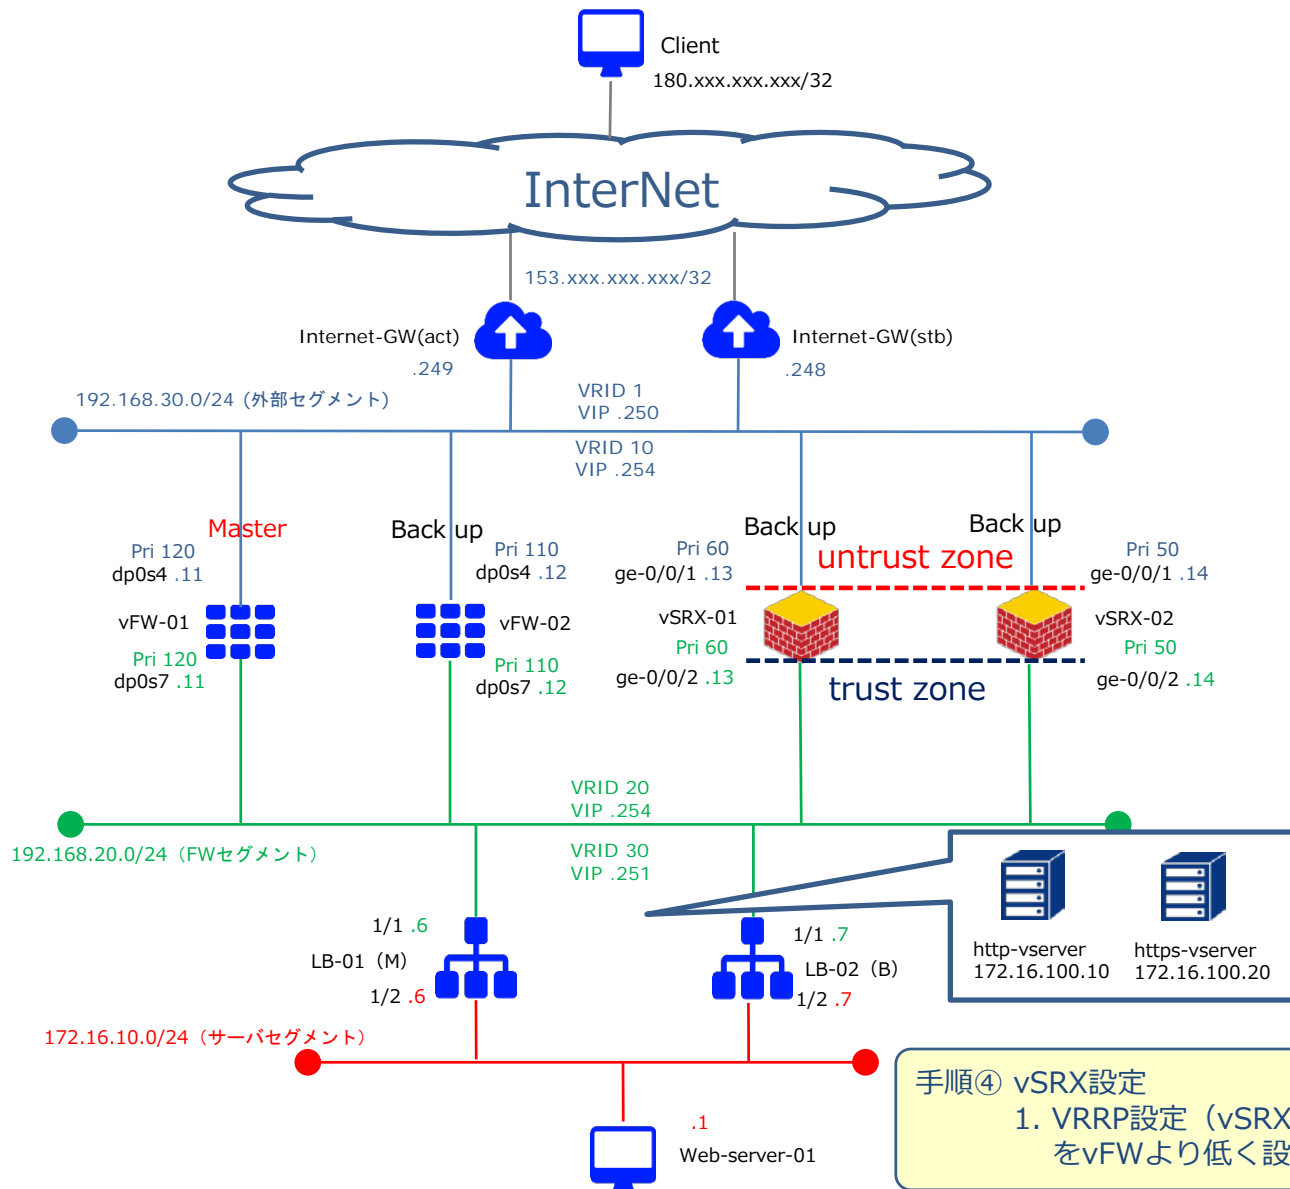 Client
180.xxx.xxx.xxx/32
InterNet
153.xxx.xxx.xxx/32
Internet-GW(act)
.249
Internet-GW(stb)
.248
192.168.30.0/24 (外部セグメント)
VRID 1
VIP .250
VRID 10
VIP .254
Master
Back up
Back up
Back up
Pri 120
dp0s4 .11
Pri 110
dp0s4 .12
Pri 60
ge-0/0/1 .13
untrust zone
Pri 50
ge-0/0/1 .14
vFW-01
vFW-02
vSRX-01
vSRX-02
Pri 120
dp0s7 .11
Pri 110
dp0s7 .12
Pri 60
ge-0/0/2 .13
trust zone
Pri 50
ge-0/0/2 .14
VRID 20
VIP .254
192.168.20.0/24（FWセグメント）
VRID 30
VIP .251
1/1 .6
LB-01（M）
1/2 .6
1/1 .7
LB-02（B）
1/2 .7
http-vserver
172.16.100.10
https-vserver
172.16.100.20
172.16.10.0/24（サーバセグメント）
.1
Web-server-01
手順④ vSRX設定
1. VRRP設定（vSRX
をvFWより低く設